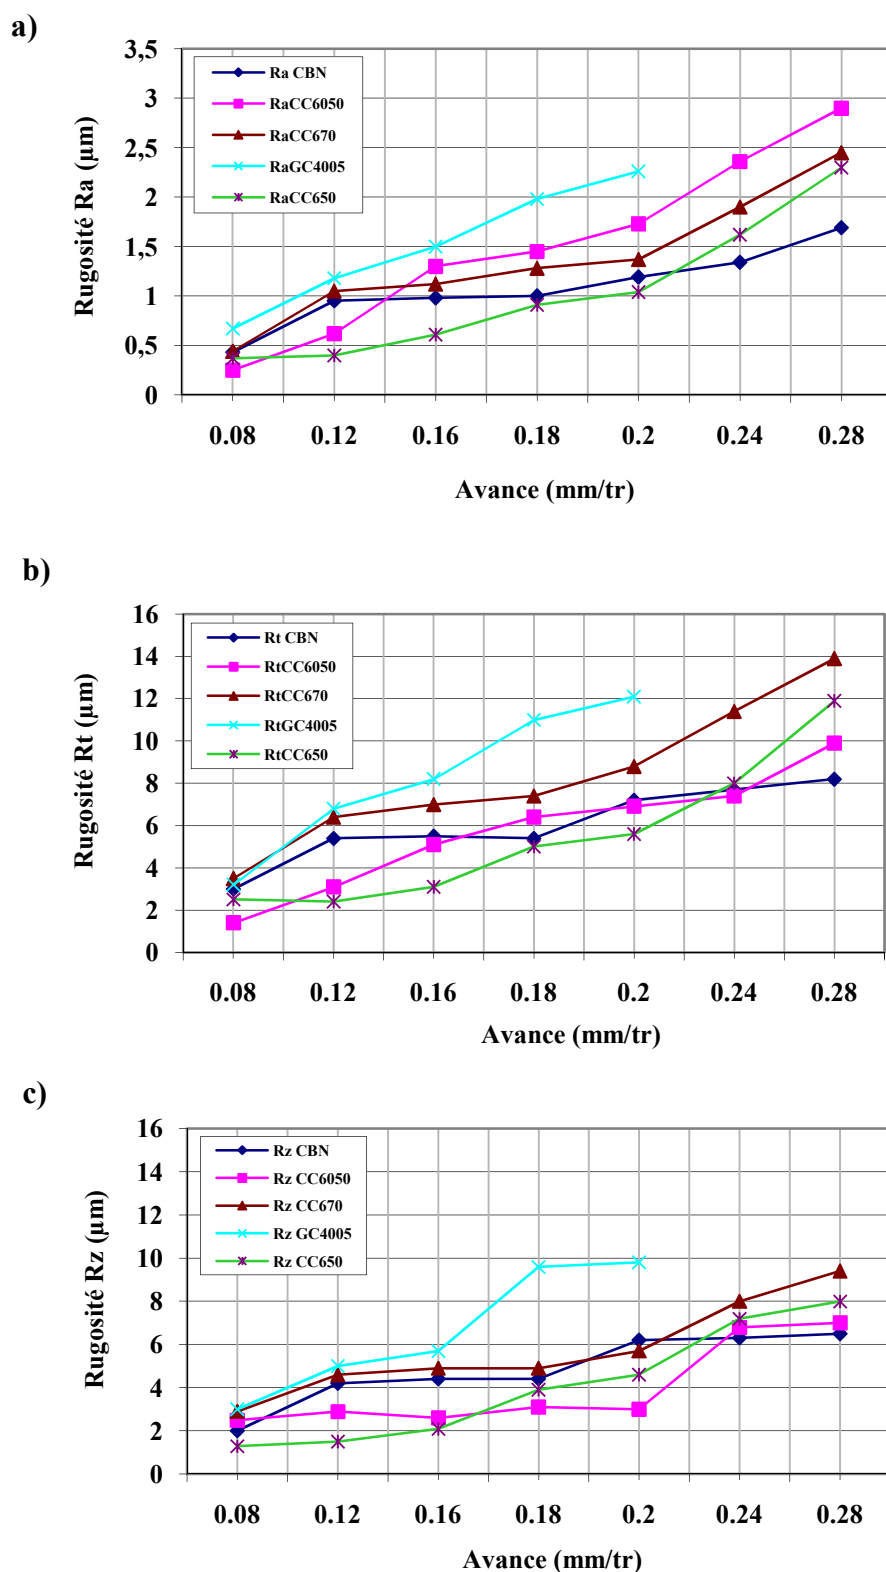 a)
3,5
3
2,5
2
1,5
1
0,5
0
Rugosité Ra (µm)
Ra CBN
RaCC6050
RaCC670
RaGC4005
RaCC650
0.08 0.12 0.16 0.18 0.2 0.24 0.28
Avance (mm/tr)
b)
16
14
12
10
8
6
4
2
0
Rugosité Rt (µm)
Rt CBN
RtCC6050
RtCC670
RtGC4005
RtCC650
0.08 0.12 0.16 0.18 0.2 0.24 0.28
Avance (mm/tr)
c)
16
14
12
10
8
6
4
2
0
Rugosité Rz (µm)
Rz CBN
Rz CC6050
Rz CC670
Rz GC4005
Rz CC650
0.08 0.12 0.16 0.18 0.2 0.24 0.28
Avance (mm/tr)